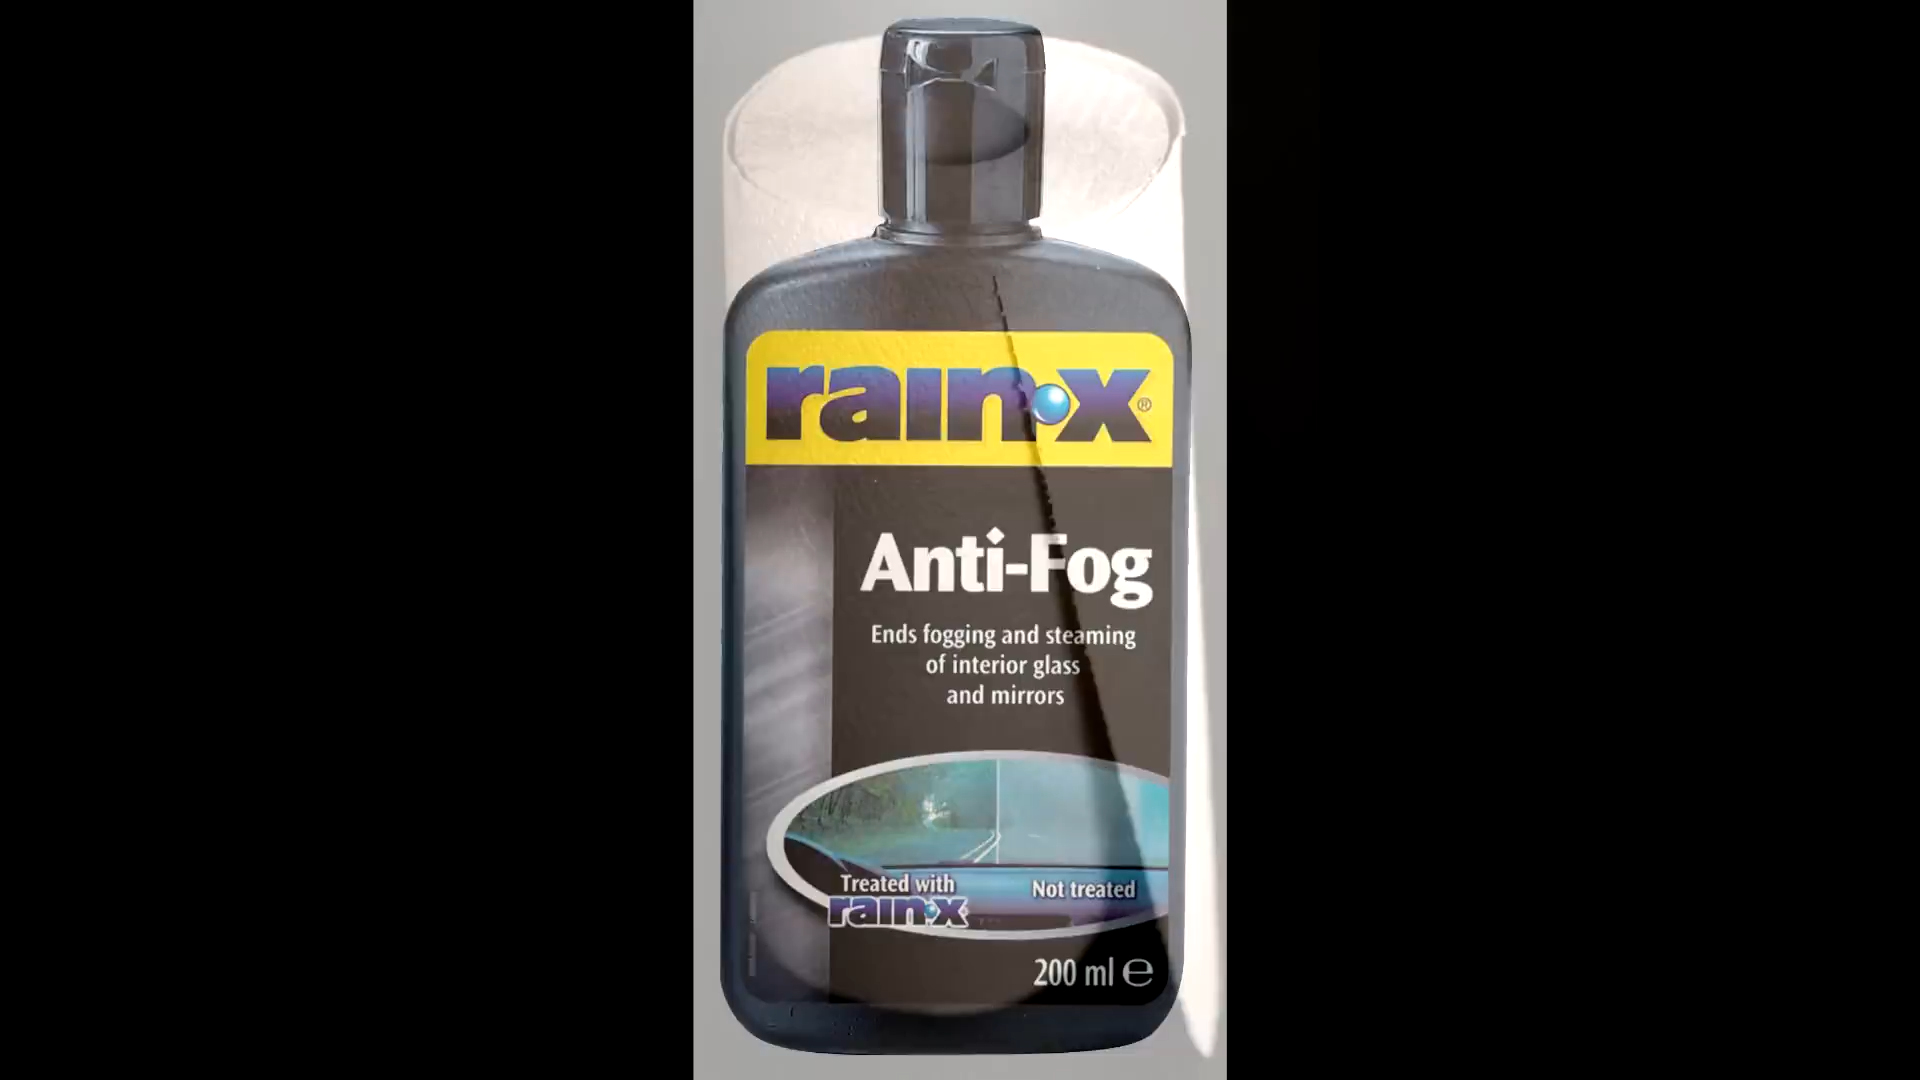 rain·x®
Anti-Fog
Ends fogging and steaming
of interior glass
and mirrors
Treated with
rain·x
Not treated
200 ml ℮